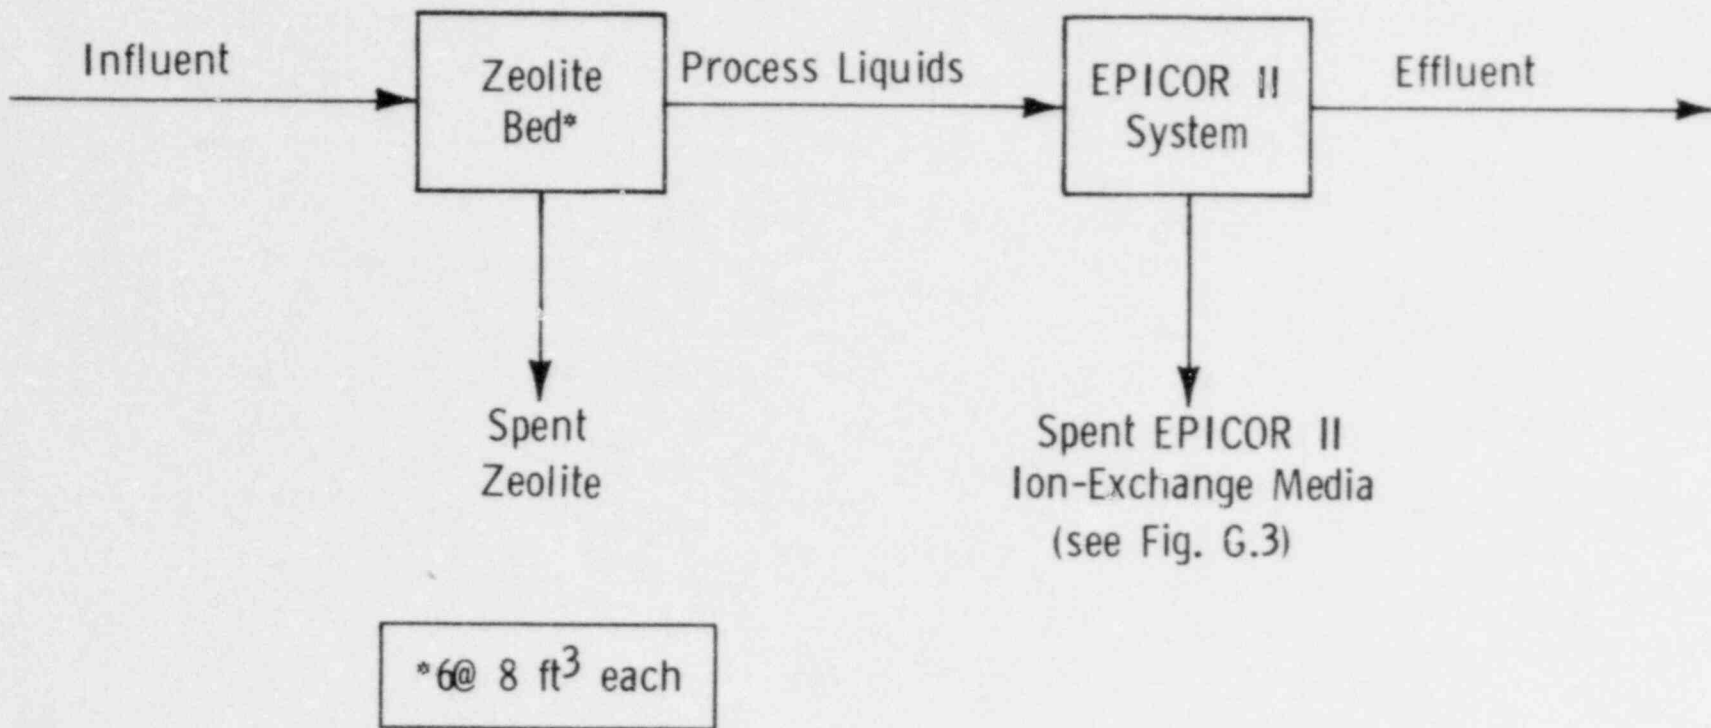 Influent
Zeolite
Bed*
Process Liquids
EPICOR II
System
Effluent
Spent
Zeolite
Spent EPICOR II
Ion-Exchange Media
(see Fig. G.3)
*6@ 8 ft³ each